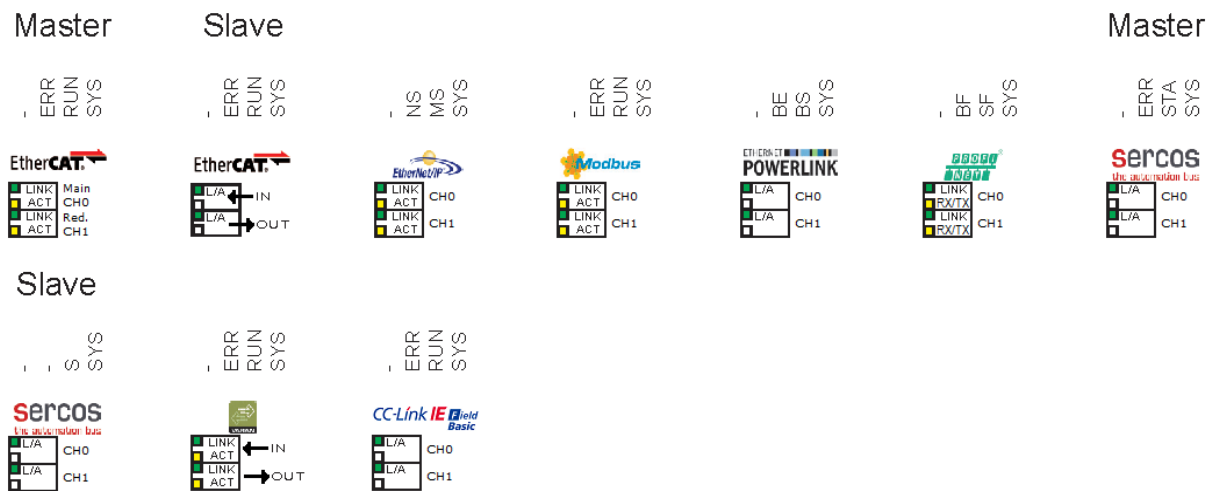 Master Slave Master
- ERR RUN SYS
- ERR RUN SYS
- NS MS SYS
- ERR RUN SYS
- BE BS SYS
- BF SF SYS
- ERR STA SYS
EtherCAT®
LINK Main
ACT CH0
LINK Red.
ACT CH1
EtherCAT®
L/A IN
L/A OUT
EtherNet/IP™
LINK CH0
ACT
LINK CH1
ACT
Modbus
LINK CH0
ACT
LINK CH1
ACT
ETHERNET
POWERLINK
L/A CH0
L/A CH1
PROFI
NET®
LINK CH0
RX/TX
LINK CH1
RX/TX
sercos
the automation bus
L/A CH0
L/A CH1
Slave
- - S SYS
- ERR RUN SYS
- ERR RUN SYS
sercos
the automation bus
L/A CH0
L/A CH1
LINK IN
ACT
LINK OUT
ACT
CC-Link IE Field
Basic
L/A CH0
L/A CH1